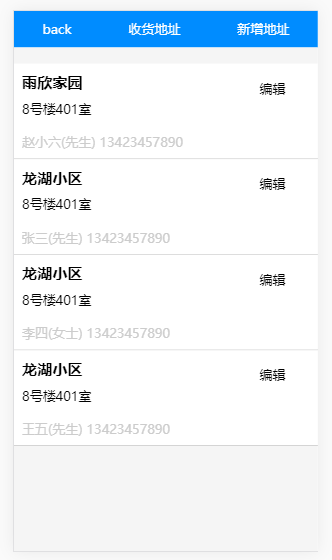 back 收货地址 新增地址
雨欣家园 编辑
8号楼401室
赵小六(先生) 13423457890
龙湖小区 编辑
8号楼401室
张三(先生) 13423457890
龙湖小区 编辑
8号楼401室
李四(女士) 13423457890
龙湖小区 编辑
8号楼401室
王五(先生) 13423457890